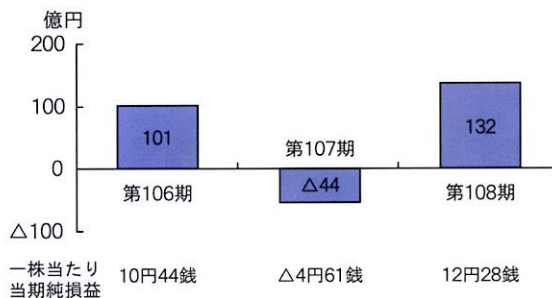 億円
200
100
0
△100
101
第106期
第107期
△44
132
第108期
一株当たり
当期純損益
10円44銭
△4円61銭
12円28銭